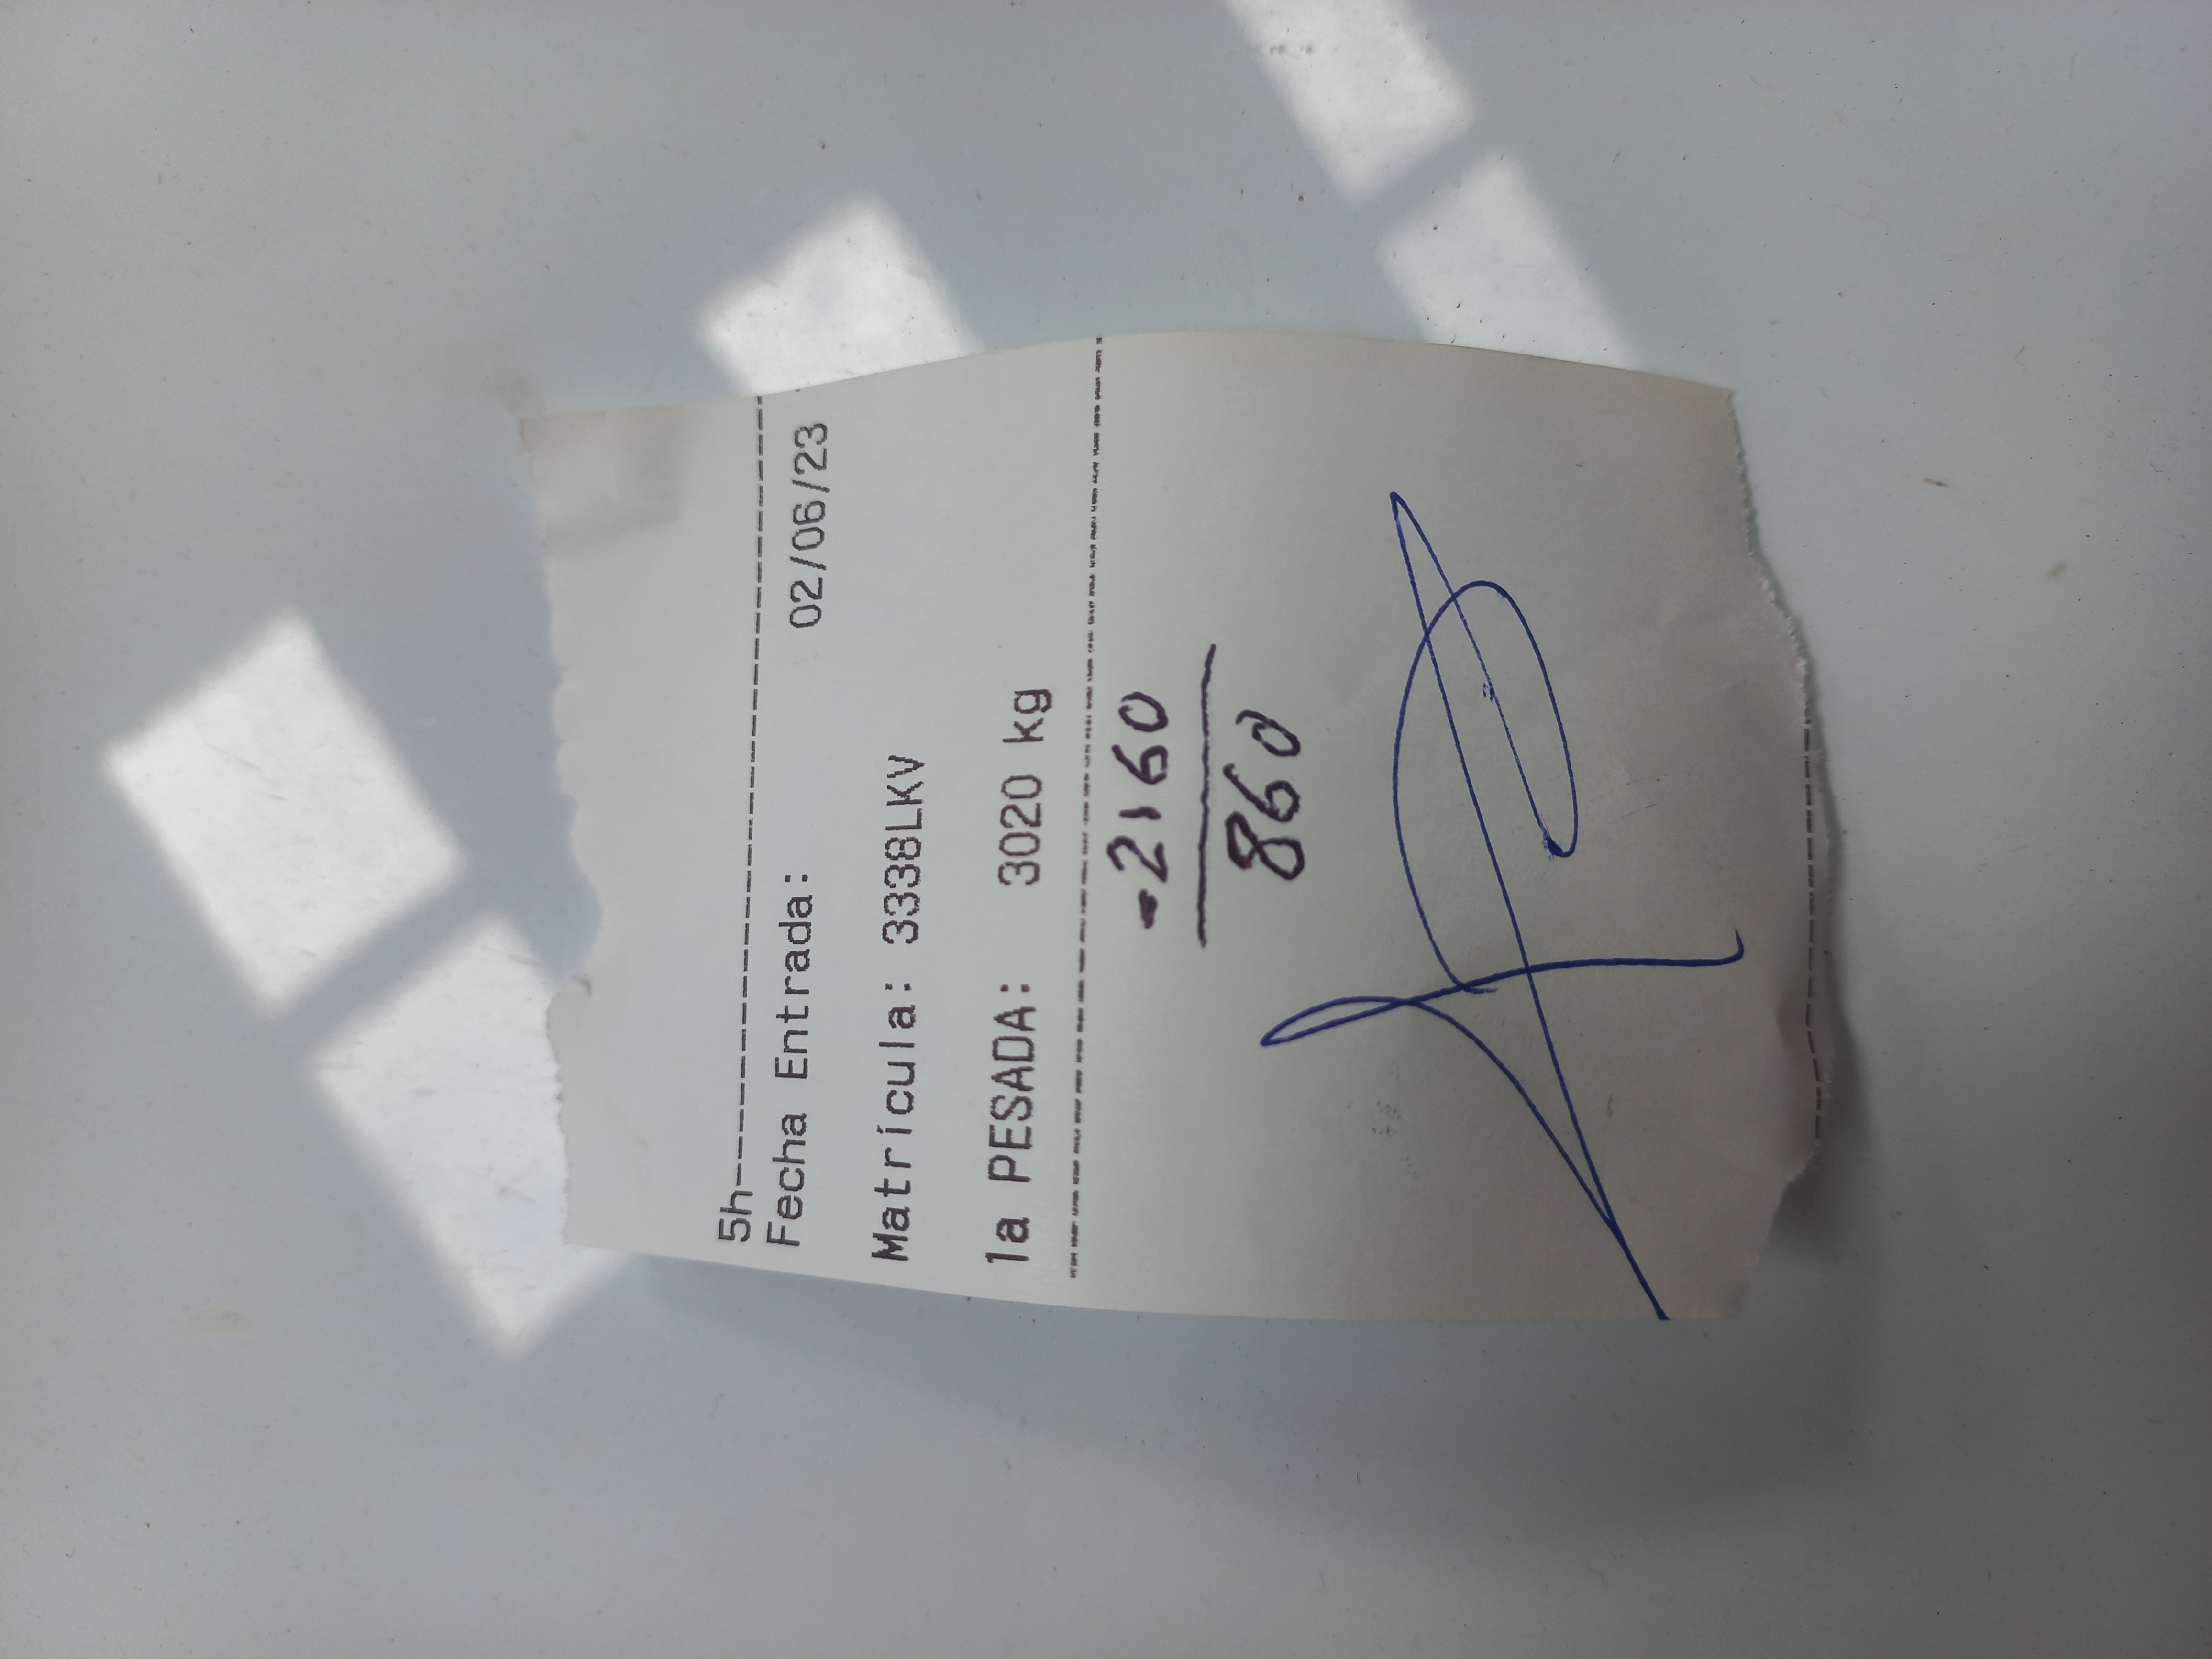 5h------------------------------
Fecha Entrada: 02/06/23
Matrícula: 3338LKV
1a PESADA: 3020 kg
-2160
860